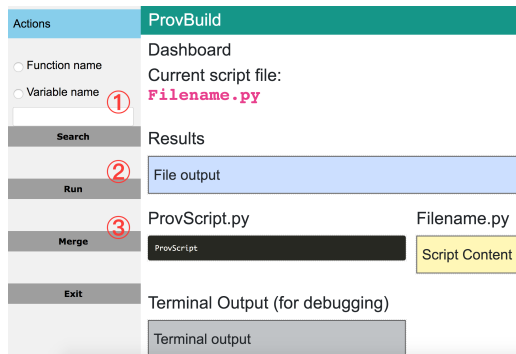 Actions
Function name
Variable name
①
Search
②
Run
③
Merge
Exit
ProvBuild
Dashboard
Current script file:
Filename.py
Results
File output
ProvScript.py
ProvScript
Filename.py
Script Content
Terminal Output (for debugging)
Terminal output